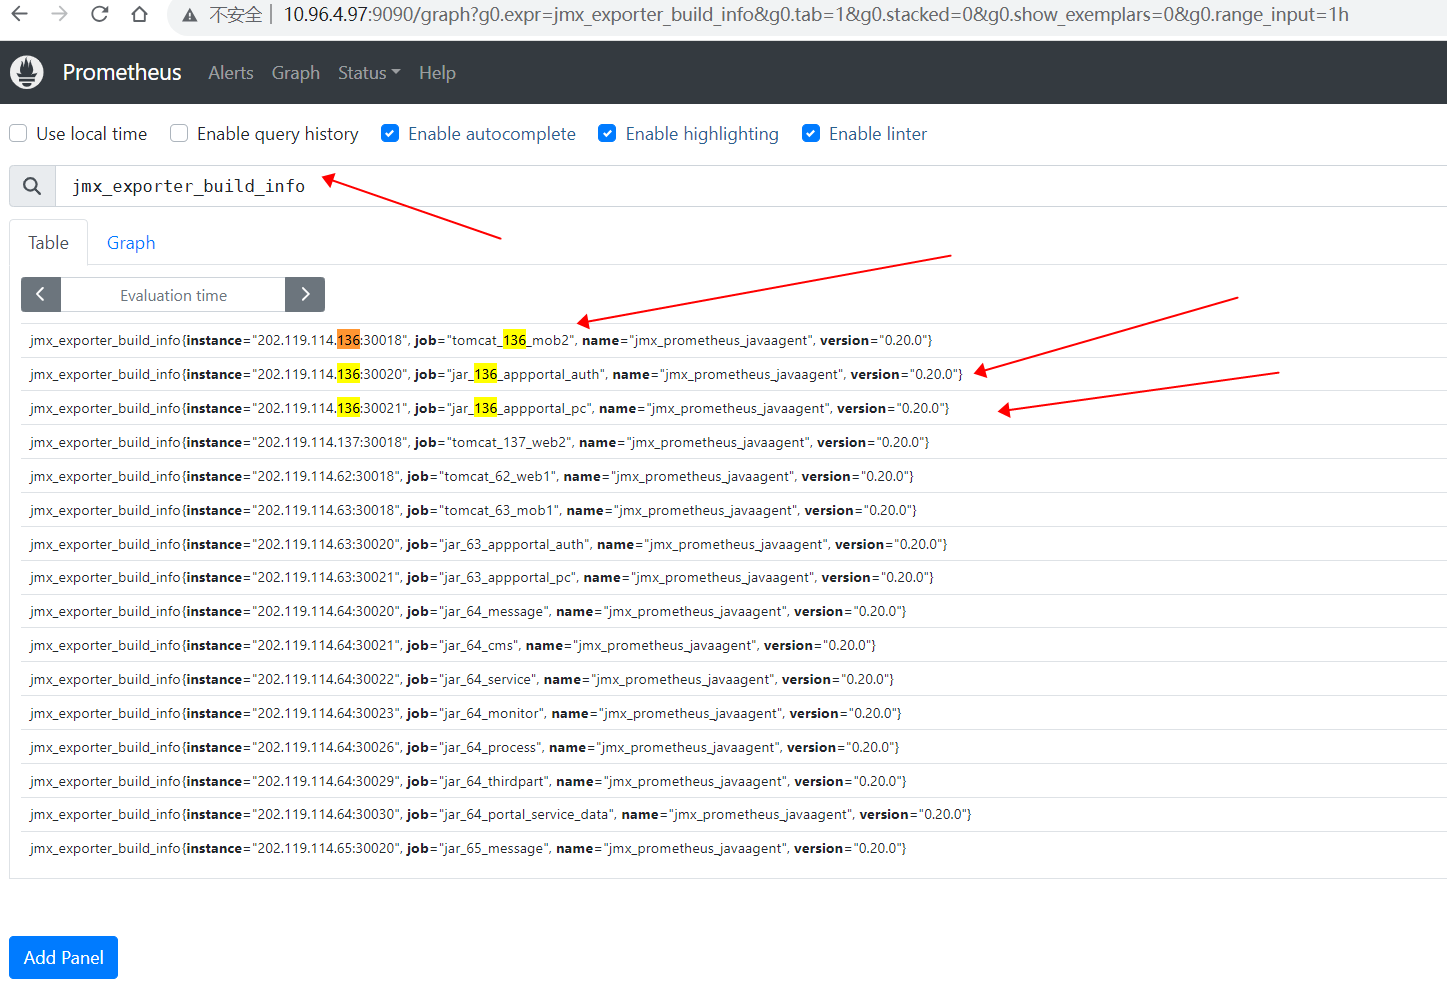 不安全 | 10.96.4.97:9090/graph?g0.expr=jmx_exporter_build_info&g0.tab=1&g0.stacked=0&g0.show_exemplars=0&g0.range_input=1h
Prometheus Alerts Graph Status Help
Use local time Enable query history Enable autocomplete Enable highlighting Enable linter
jmx_exporter_build_info
Table Graph
Evaluation time
jmx_exporter_build_info{instance="202.119.114.136:30018", job="tomcat_136_mob2", name="jmx_prometheus_javaagent", version="0.20.0"}
jmx_exporter_build_info{instance="202.119.114.136:30020", job="jar_136_appportal_auth", name="jmx_prometheus_javaagent", version="0.20.0"}
jmx_exporter_build_info{instance="202.119.114.136:30021", job="jar_136_appportal_pc", name="jmx_prometheus_javaagent", version="0.20.0"}
jmx_exporter_build_info{instance="202.119.114.137:30018", job="tomcat_137_web2", name="jmx_prometheus_javaagent", version="0.20.0"}
jmx_exporter_build_info{instance="202.119.114.62:30018", job="tomcat_62_web1", name="jmx_prometheus_javaagent", version="0.20.0"}
jmx_exporter_build_info{instance="202.119.114.63:30018", job="tomcat_63_mob1", name="jmx_prometheus_javaagent", version="0.20.0"}
jmx_exporter_build_info{instance="202.119.114.63:30020", job="jar_63_appportal_auth", name="jmx_prometheus_javaagent", version="0.20.0"}
jmx_exporter_build_info{instance="202.119.114.63:30021", job="jar_63_appportal_pc", name="jmx_prometheus_javaagent", version="0.20.0"}
jmx_exporter_build_info{instance="202.119.114.64:30020", job="jar_64_message", name="jmx_prometheus_javaagent", version="0.20.0"}
jmx_exporter_build_info{instance="202.119.114.64:30021", job="jar_64_cms", name="jmx_prometheus_javaagent", version="0.20.0"}
jmx_exporter_build_info{instance="202.119.114.64:30022", job="jar_64_service", name="jmx_prometheus_javaagent", version="0.20.0"}
jmx_exporter_build_info{instance="202.119.114.64:30023", job="jar_64_monitor", name="jmx_prometheus_javaagent", version="0.20.0"}
jmx_exporter_build_info{instance="202.119.114.64:30026", job="jar_64_process", name="jmx_prometheus_javaagent", version="0.20.0"}
jmx_exporter_build_info{instance="202.119.114.64:30029", job="jar_64_thirdpart", name="jmx_prometheus_javaagent", version="0.20.0"}
jmx_exporter_build_info{instance="202.119.114.64:30030", job="jar_64_portal_service_data", name="jmx_prometheus_javaagent", version="0.20.0"}
jmx_exporter_build_info{instance="202.119.114.65:30020", job="jar_65_message", name="jmx_prometheus_javaagent", version="0.20.0"}
Add Panel